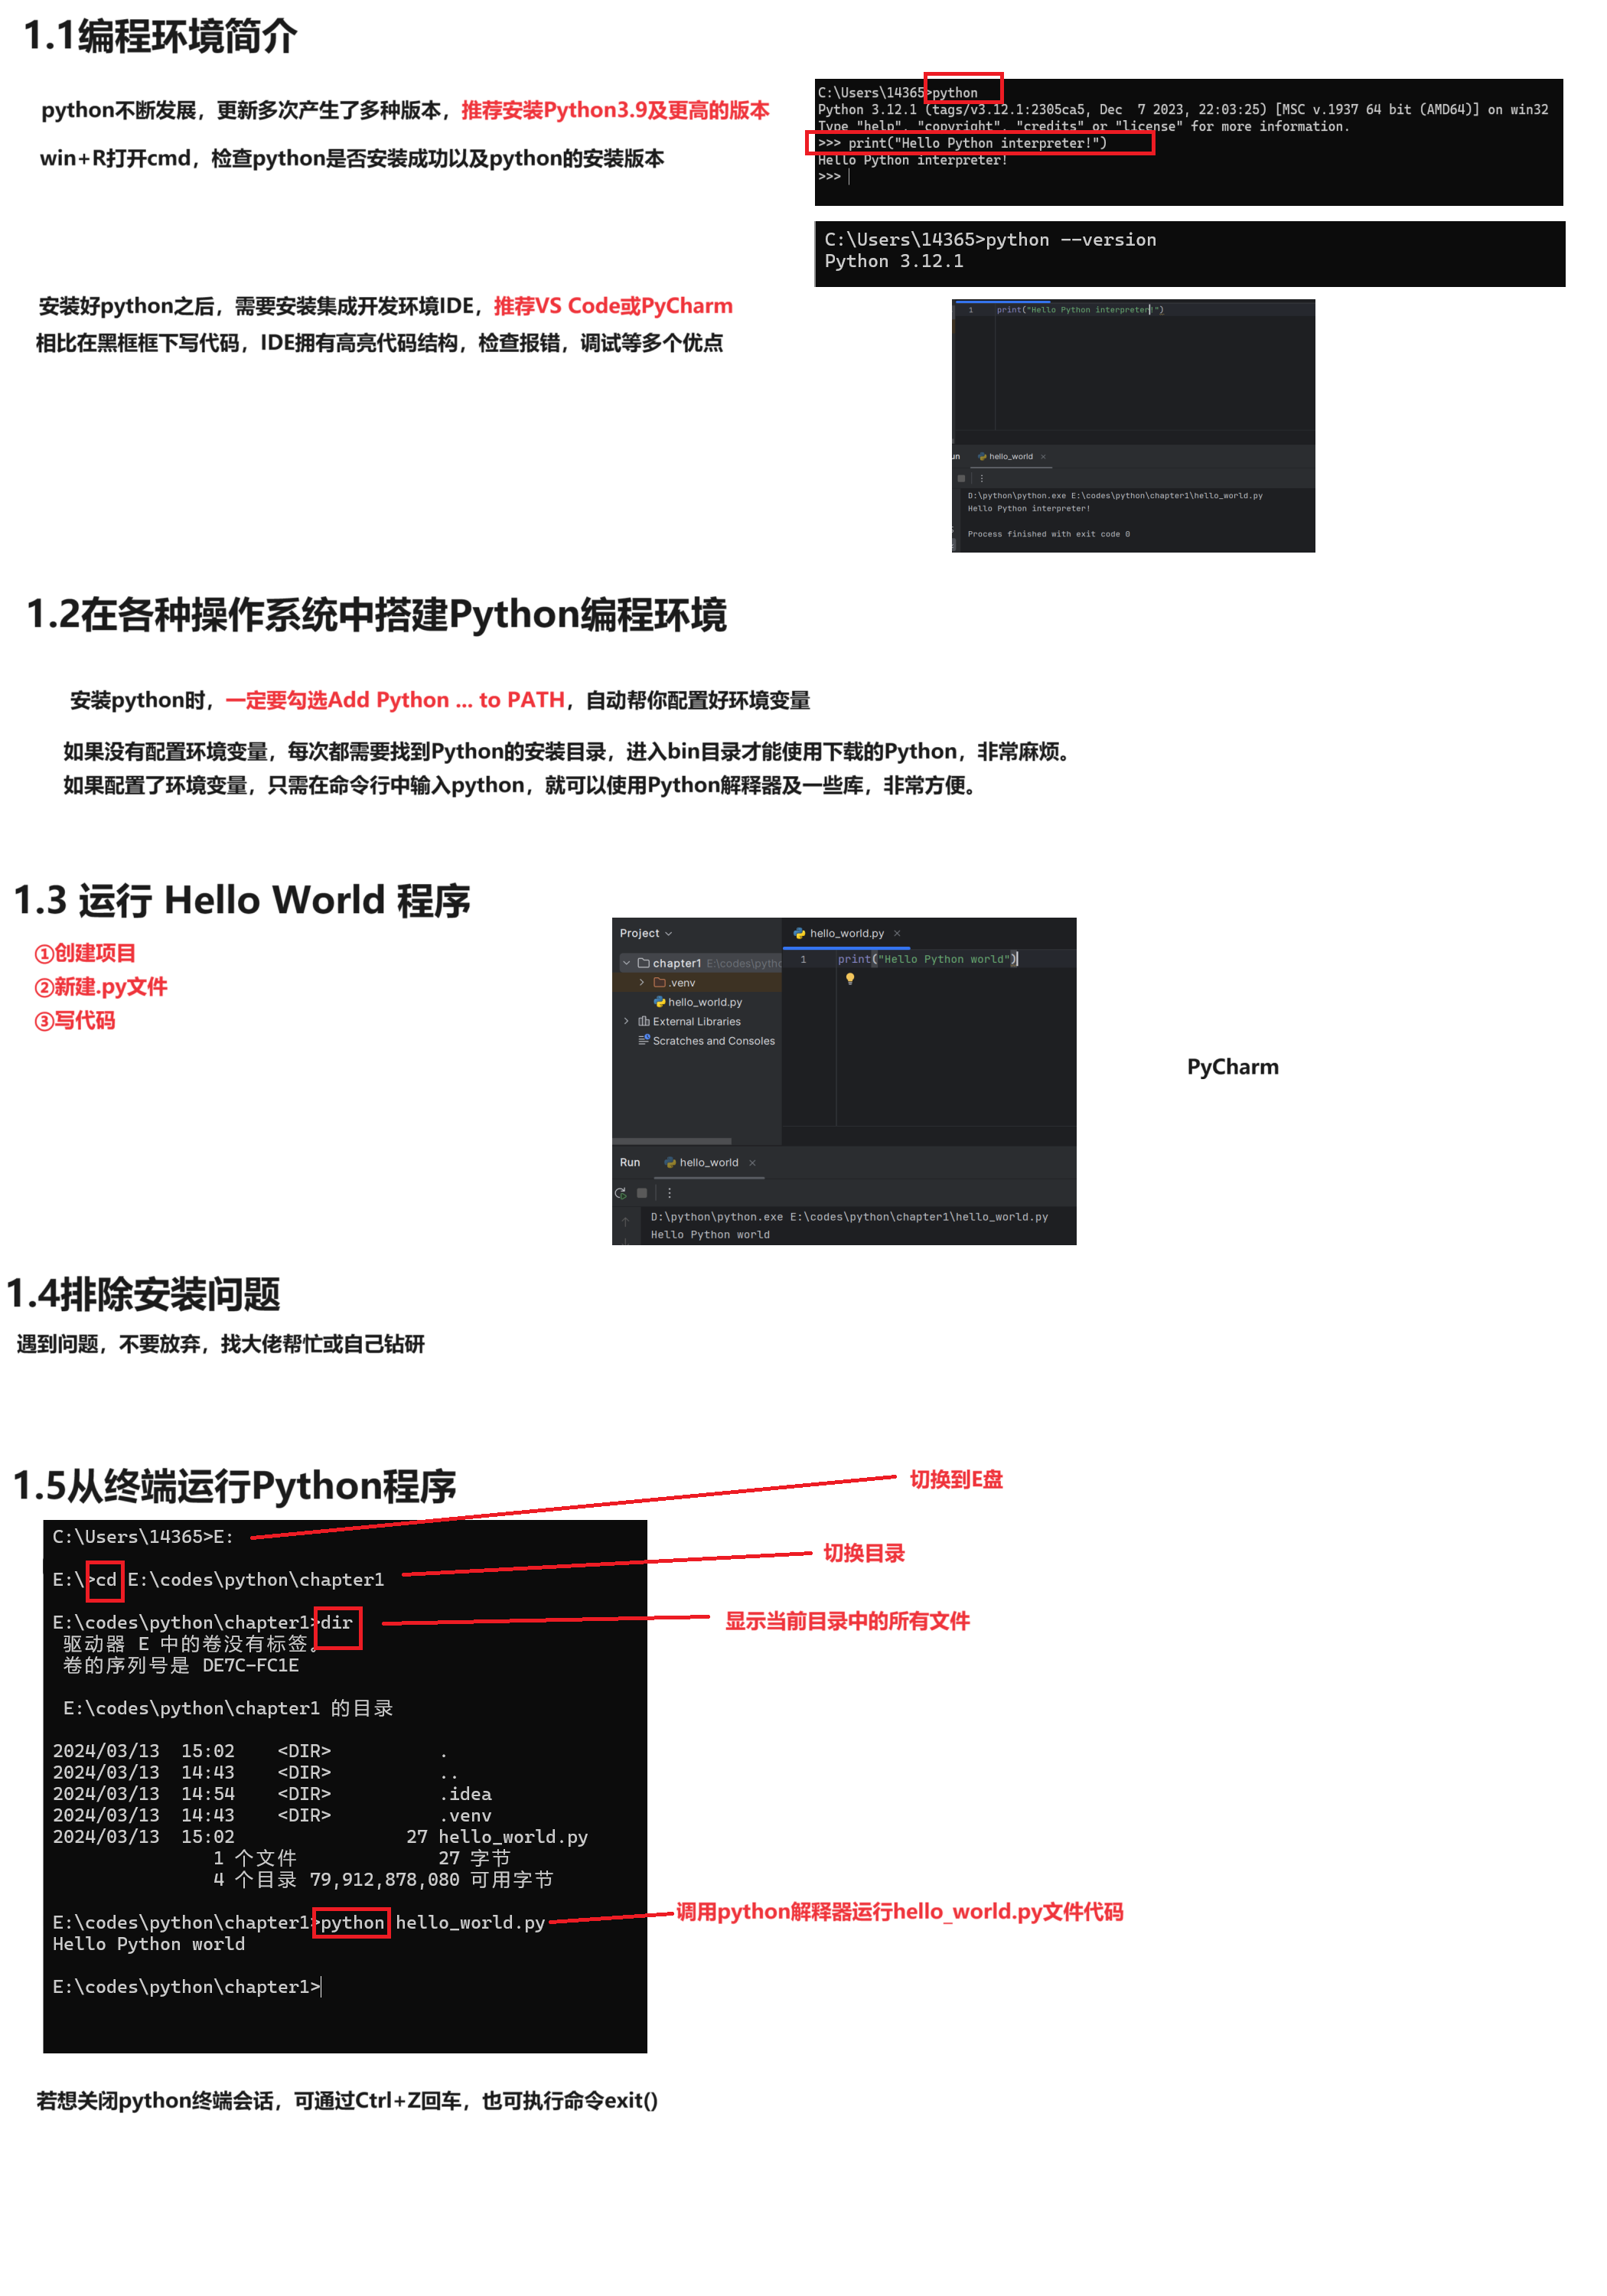 1.1编程环境简介
python不断发展，更新多次产生了多种版本，推荐安装Python3.9及更高的版本
win+R打开cmd，检查python是否安装成功以及python的安装版本
C:\Users\14365>python
Python 3.12.1 (tags/v3.12.1:2305ca5, Dec  7 2023, 22:03:25) [MSC v.1937 64 bit (AMD64)] on win32
Type "help", "copyright", "credits" or "license" for more information.
>>> print("Hello Python interpreter!")
Hello Python interpreter!
>>>
C:\Users\14365>python --version
Python 3.12.1
安装好python之后，需要安装集成开发环境IDE，推荐VS Code或PyCharm
相比在黑框框下写代码，IDE拥有高亮代码结构，检查报错，调试等多个优点
1 print("Hello Python interpreter!")
un hello_world ×
D:\python\python.exe E:\codes\python\chapter1\hello_world.py
Hello Python interpreter!
Process finished with exit code 0
1.2在各种操作系统中搭建Python编程环境
安装python时，一定要勾选Add Python ... to PATH，自动帮你配置好环境变量
如果没有配置环境变量，每次都需要找到Python的安装目录，进入bin目录才能使用下载的Python，非常麻烦。
如果配置了环境变量，只需在命令行中输入python，就可以使用Python解释器及一些库，非常方便。
1.3 运行 Hello World 程序
①创建项目
②新建.py文件
③写代码
Project
chapter1 E:\codes\pytho
.venv
hello_world.py
External Libraries
Scratches and Consoles
hello_world.py ×
1 print("Hello Python world")
Run hello_world ×
D:\python\python.exe E:\codes\python\chapter1\hello_world.py
Hello Python world
PyCharm
1.4排除安装问题
遇到问题，不要放弃，找大佬帮忙或自己钻研
1.5从终端运行Python程序
C:\Users\14365>E:
切换到E盘
E:\>cd E:\codes\python\chapter1
切换目录
E:\codes\python\chapter1>dir
显示当前目录中的所有文件
驱动器 E 中的卷没有标签。
卷的序列号是 DE7C-FC1E
E:\codes\python\chapter1 的目录
2024/03/13  15:02    <DIR>          .
2024/03/13  14:43    <DIR>          ..
2024/03/13  14:54    <DIR>          .idea
2024/03/13  14:43    <DIR>          .venv
2024/03/13  15:02                27 hello_world.py
1 个文件             27 字节
4 个目录 79,912,878,080 可用字节
E:\codes\python\chapter1>python hello_world.py
调用python解释器运行hello_world.py文件代码
Hello Python world
E:\codes\python\chapter1>
若想关闭python终端会话，可通过Ctrl+Z回车，也可执行命令exit()